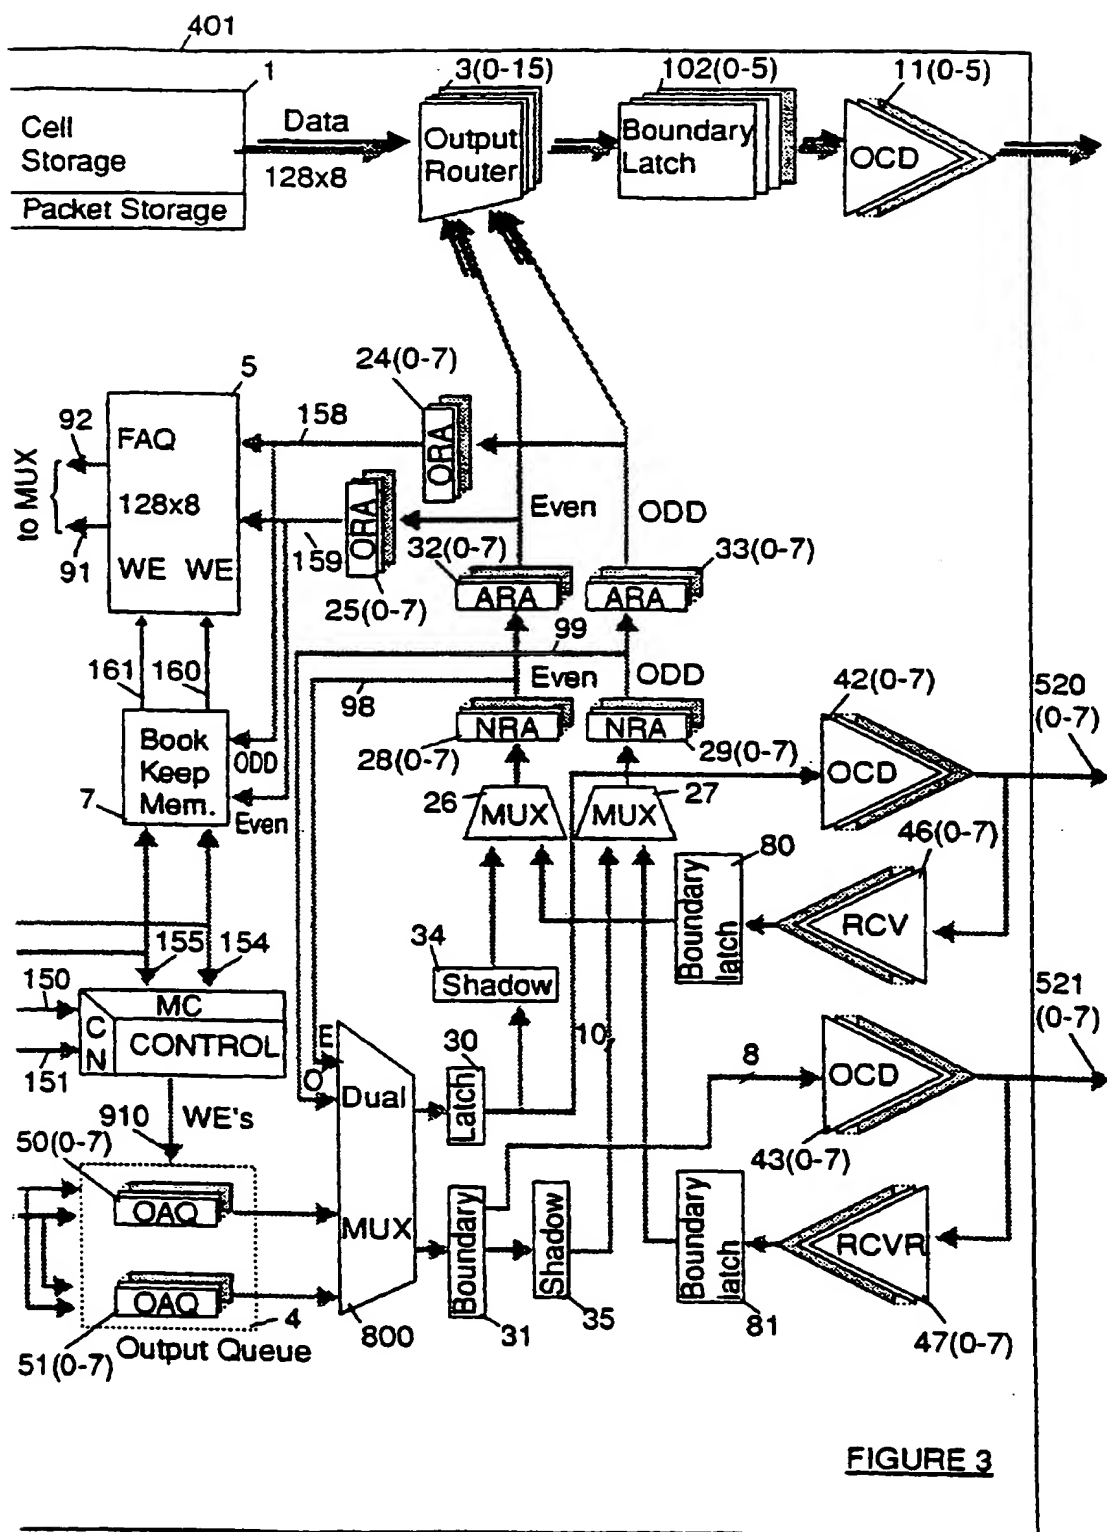 401
1
3(0-15)
102(0-5)
11(0-5)
Cell
Storage
Packet Storage
Data
128x8
Output
Router
Boundary
Latch
OCD
5
24(0-7)
92
to MUX
91
FAQ
128x8
WE WE
158
159
ORA
ORA
25(0-7)
Even
ODD
32(0-7)
33(0-7)
ARA
ARA
99
98
161
160
Even
ODD
28(0-7)
NRA
NRA
29(0-7)
42(0-7)
520
(0-7)
OCD
Book
Keep
Mem.
ODD
Even
7
26
MUX
MUX
27
80
Boundary
latch
46(0-7)
RCV
155
154
34
Shadow
150
151
MC
CN
CONTROL
E
O
30
10
8
521
(0-7)
OCD
43(0-7)
910
WE's
50(0-7)
OAQ
OAQ
51(0-7)
4
Output Queue
Dual
MUX
800
Latch
Boundary
31
Shadow
35
Boundary
latch
81
RCVR
47(0-7)
FIGURE 3